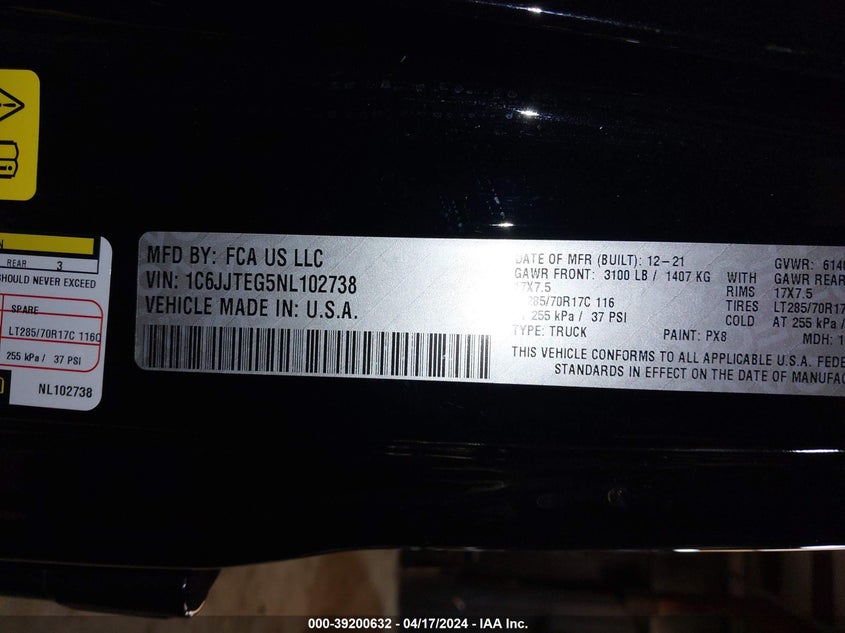 N
REAR 3
SHOULD NEVER EXCEED
SPARE
LT285/70R17C 116C
255 kPa / 37 PSI
NL102738
MFD BY: FCA US LLC
VIN: 1C6JJTEG5NL102738
VEHICLE MADE IN: U.S.A.
DATE OF MFR (BUILT): 12-21
GAWR FRONT: 3100 LB / 1407 KG
17X7.5
285/70R17C 116
255 kPa / 37 PSI
TYPE: TRUCK
PAINT: PX8
WITH
RIMS
TIRES
COLD
GVWR: 6140
GAWR REAR
17X7.5
LT285/70R17
AT 255 kPa /
MDH: 1
THIS VEHICLE CONFORMS TO ALL APPLICABLE U.S.A. FEDE
STANDARDS IN EFFECT ON THE DATE OF MANUFAC
000-39200632 - 04/17/2024 - IAA Inc.